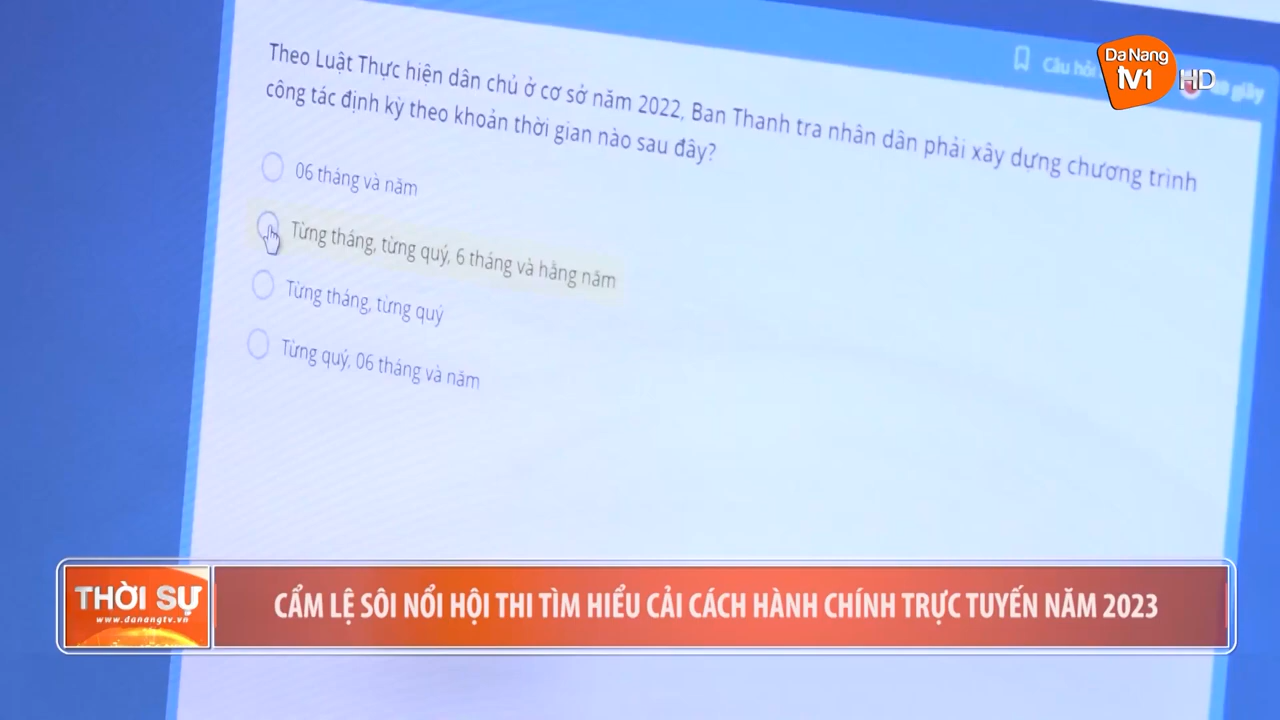 Câu hỏi
giây
Da Nang
tv1 HD
Theo Luật Thực hiện dân chủ ở cơ sở năm 2022, Ban Thanh tra nhân dân phải xây dựng chương trình
công tác định kỳ theo khoản thời gian nào sau đây?
06 tháng và năm
Từng tháng, từng quý, 6 tháng và hằng năm
Từng tháng, từng quý
Từng quý, 06 tháng và năm
THỜI SỰ
www.danangtv.vn
CẨM LỆ SÔI NỔI HỘI THI TÌM HIỂU CẢI CÁCH HÀNH CHÍNH TRỰC TUYẾN NĂM 2023